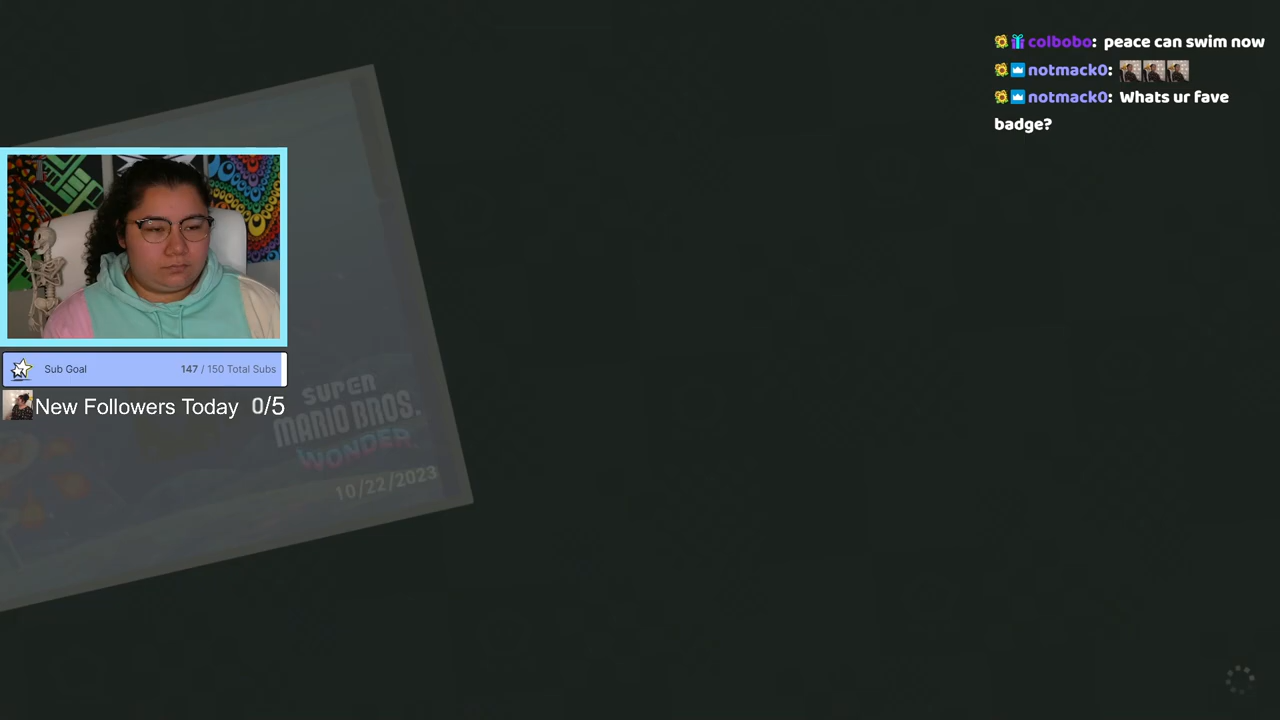 colbobo: peace can swim now
notmack0:
notmack0: Whats ur fave
badge?
Sub Goal 147 / 150 Total Subs
New Followers Today 0/5
SUPER
MARIO BROS.
WONDER
10/22/2023